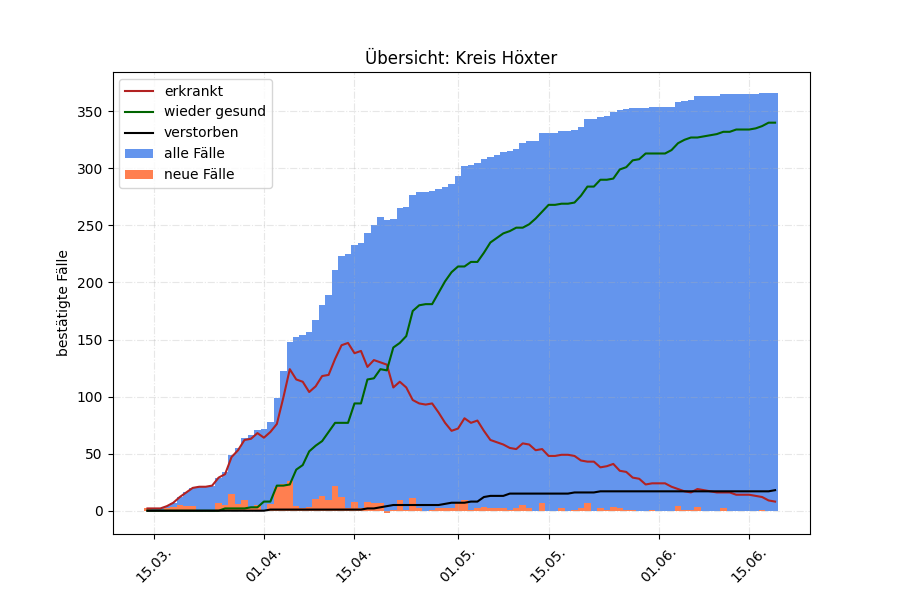 Übersicht: Kreis Höxter
erkrankt
wieder gesund
verstorben
alle Fälle
neue Fälle
bestätigte Fälle
350
300
250
200
150
100
50
0
15.03.
01.04.
15.04.
01.05.
15.05.
01.06.
15.06.